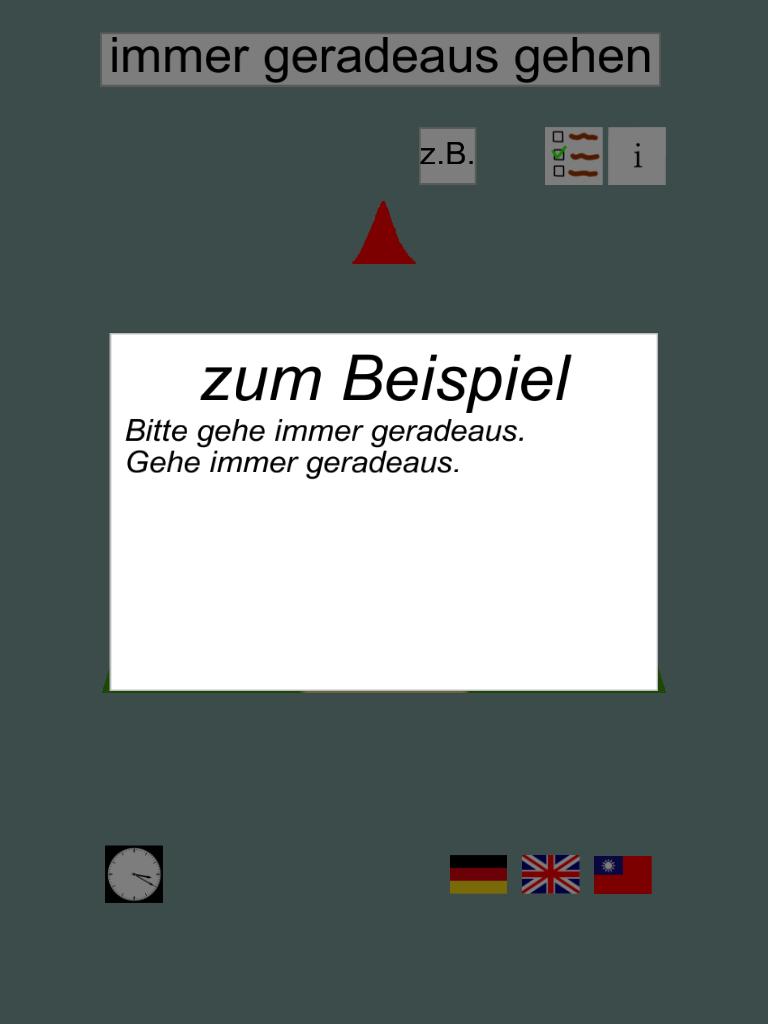 immer geradeaus gehen
z.B.
i
zum Beispiel
Bitte gehe immer geradeaus.
Gehe immer geradeaus.